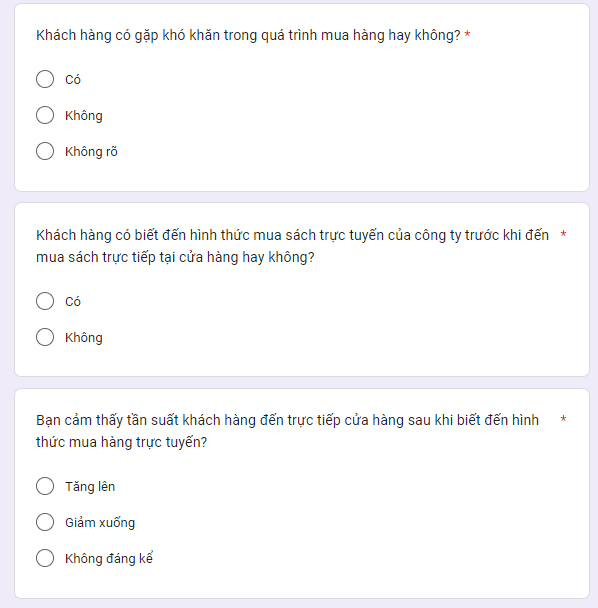 Khách hàng có gặp khó khăn trong quá trình mua hàng hay không? *
Có
Không
Không rõ
Khách hàng có biết đến hình thức mua sách trực tuyến của công ty trước khi đến *
mua sách trực tiếp tại cửa hàng hay không?
Có
Không
Bạn cảm thấy tần suất khách hàng đến trực tiếp cửa hàng sau khi biết đến hình *
thức mua hàng trực tuyến?
Tăng lên
Giảm xuống
Không đáng kể